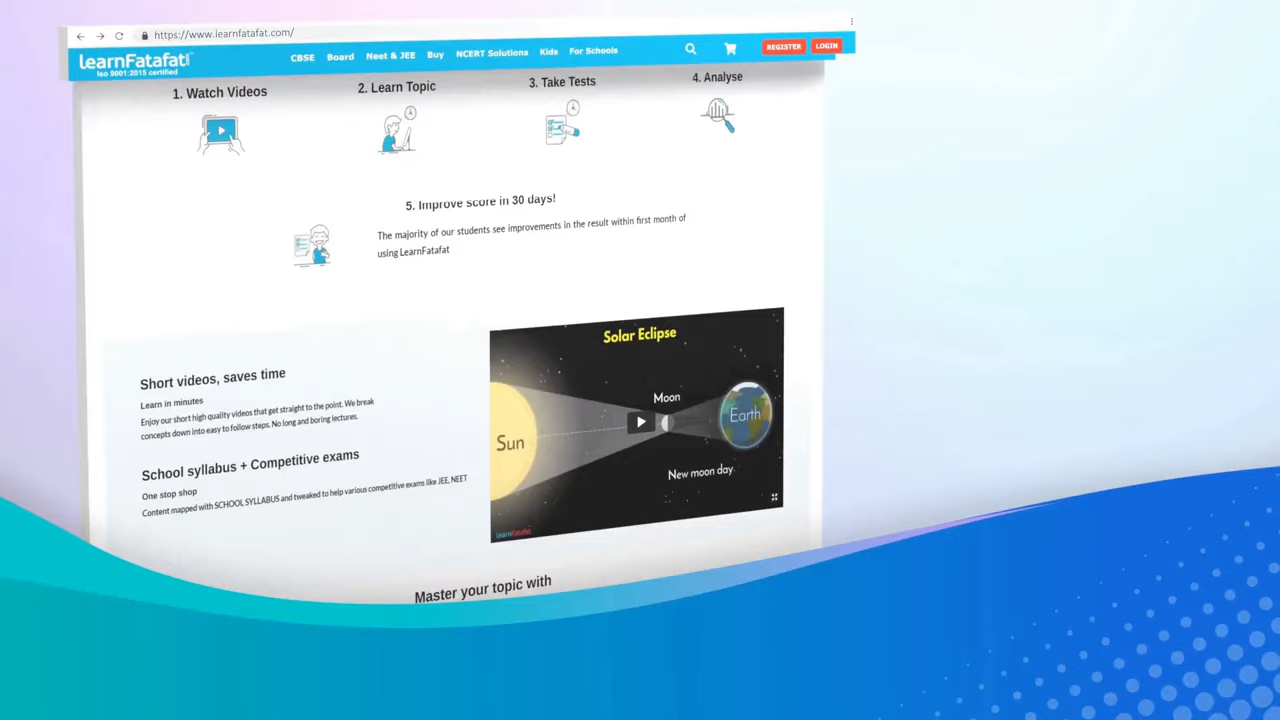 https://www.learnfatafat.com/
learnFatafat!
Iso 9001:2015 certified
CBSE Board Neet & JEE Buy NCERT Solutions Kids For Schools REGISTER LOGIN
1. Watch Videos 2. Learn Topic 3. Take Tests 4. Analyse
5. Improve score in 30 days!
The majority of our students see improvements in the result within first month of
using LearnFatafat
Short videos, saves time
Learn in minutes
Enjoy our short high quality videos that get straight to the point. We break
concepts down into easy to follow steps. No long and boring lectures.
School syllabus + Competitive exams
One stop shop
Content mapped with SCHOOL SYLLABUS and tweaked to help various competitive exams like JEE, NEET
Solar Eclipse
Moon
Earth
Sun
New moon day
LearnFatafat
Master your topic with